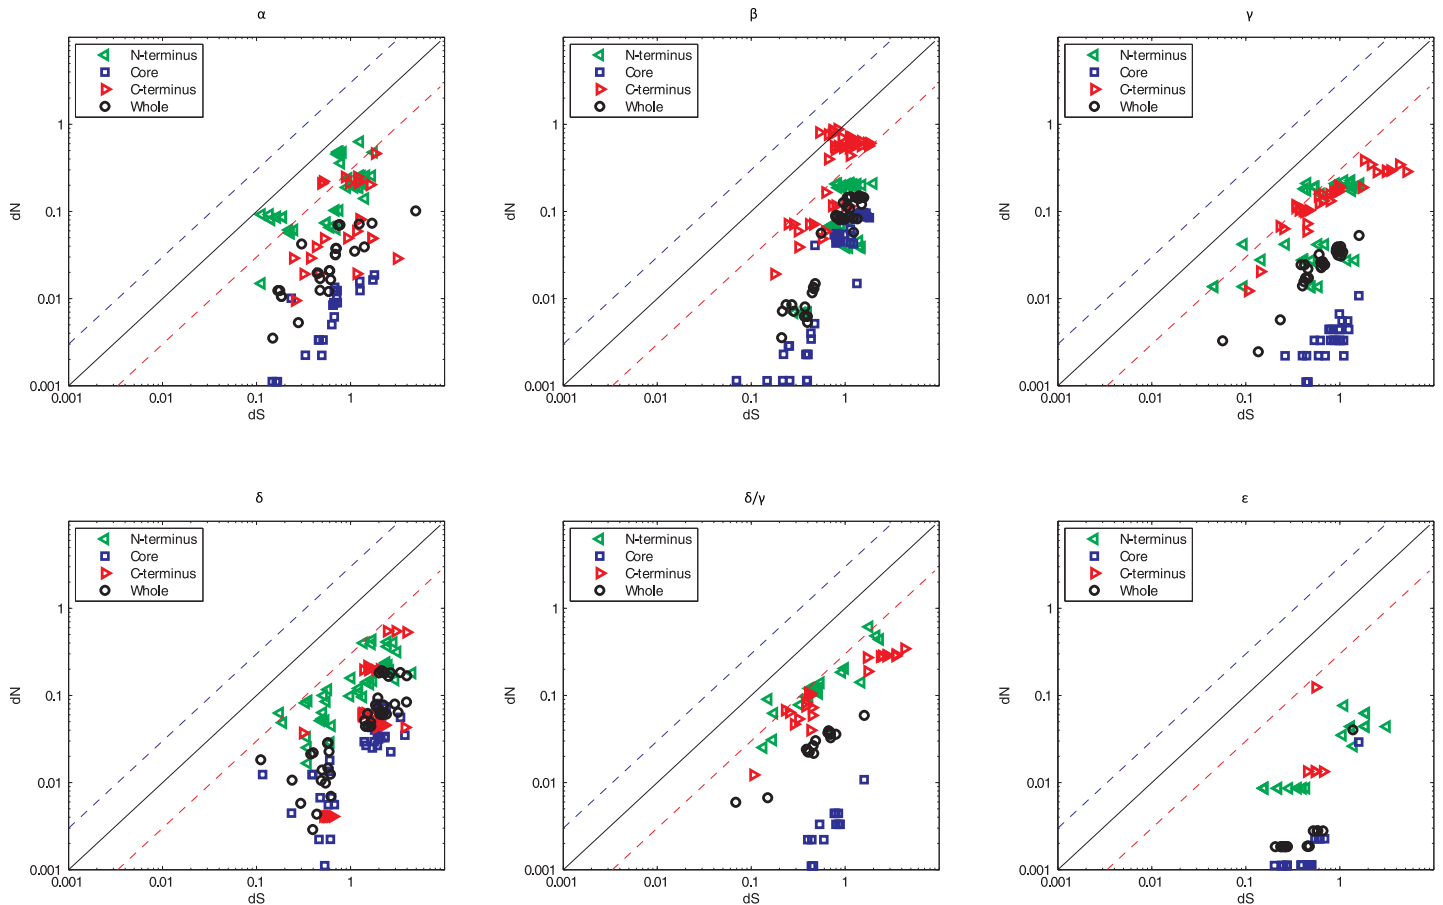 α
dN
1
0.1
0.01
0.001
0.001 0.01 0.1 1
dS
N-terminus
Core
C-terminus
Whole
β
dN
1
0.1
0.01
0.001
0.001 0.01 0.1 1
dS
N-terminus
Core
C-terminus
Whole
γ
dN
1
0.1
0.01
0.001
0.001 0.01 0.1 1
dS
N-terminus
Core
C-terminus
Whole
δ
dN
1
0.1
0.01
0.001
0.001 0.01 0.1 1
dS
N-terminus
Core
C-terminus
Whole
δ/γ
dN
1
0.1
0.01
0.001
0.001 0.01 0.1 1
dS
N-terminus
Core
C-terminus
Whole
ε
dN
1
0.1
0.01
0.001
0.001 0.01 0.1 1
dS
N-terminus
Core
C-terminus
Whole